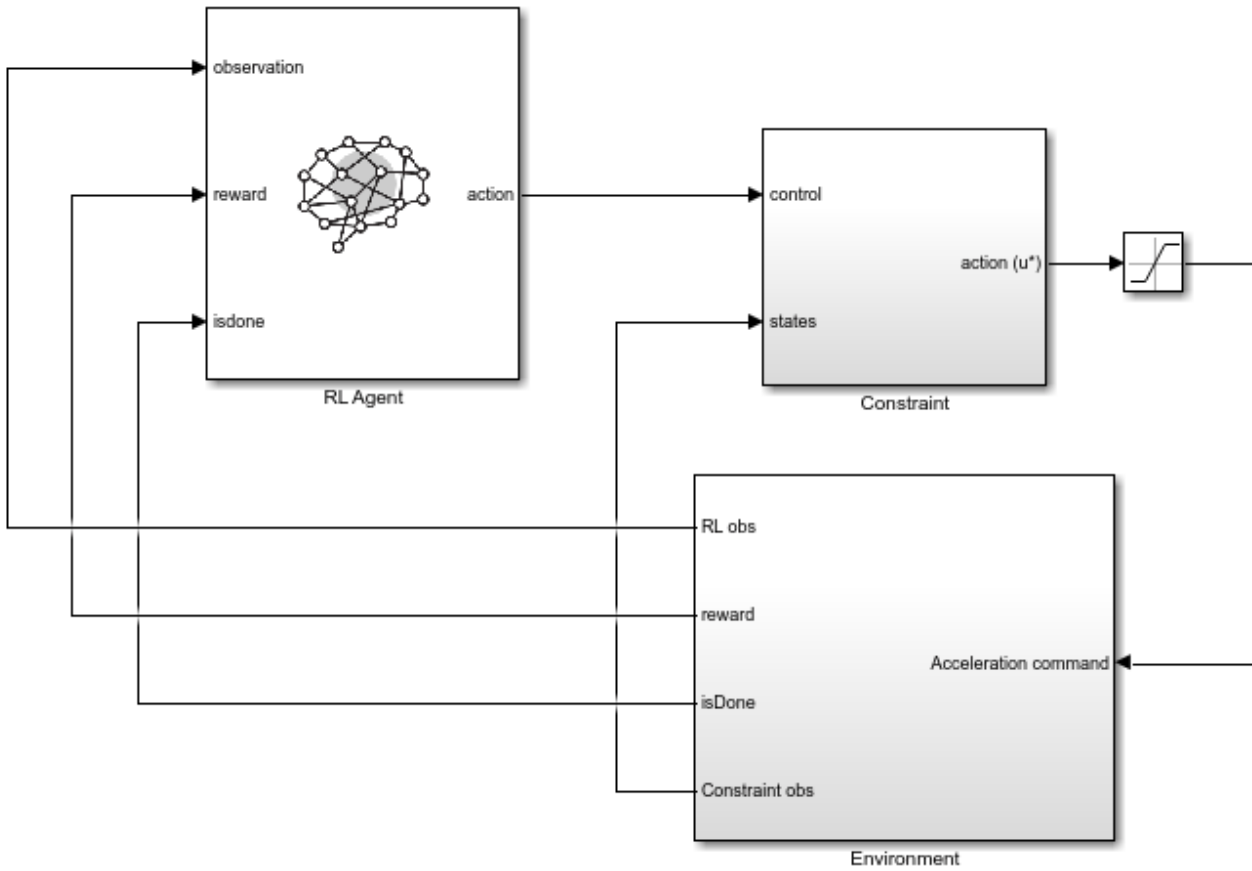 observation
reward
action
isdone
RL Agent
control
action (u*)
states
Constraint
RL obs
reward
Acceleration command
isDone
Constraint obs
Environment